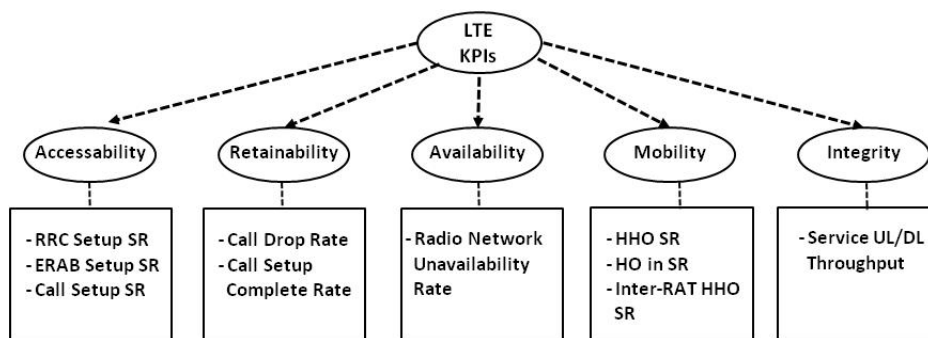 LTE
KPIs
Accessability
Retainability
Availability
Mobility
Integrity
- RRC Setup SR
- ERAB Setup SR
- Call Setup SR
- Call Drop Rate
- Call Setup
Complete Rate
- Radio Network
Unavailability
Rate
- HHO SR
- HO in SR
- Inter-RAT HHO
SR
- Service UL/DL
Throughput